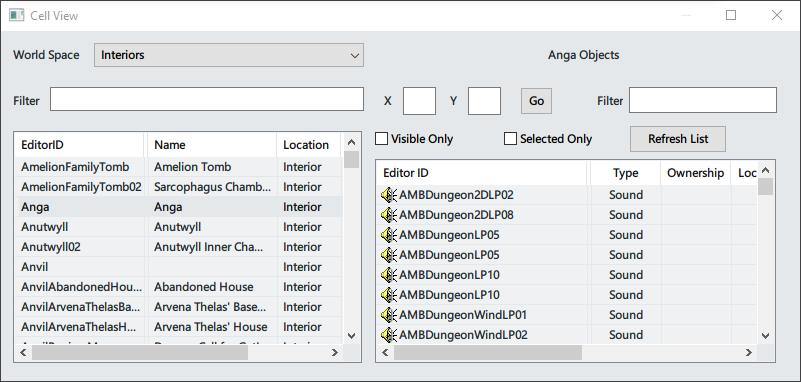 Cell View
World Space Interiors Anga Objects
Filter X Y Go Filter
Visible Only Selected Only Refresh List
EditorID Name Location
AmelionFamilyTomb Amelion Tomb Interior
AmelionFamilyTomb02 Sarcophagus Chamb... Interior
Anga Anga Interior
Anutwyll Anutwyll Interior
Anutwyll02 Anutwyll Inner Cha... Interior
Anvil Interior
AnvilAbandonedHou... Abandoned House Interior
AnvilArvenaThelasBa... Arvena Thelas' Base... Interior
AnvilArvenaThelasH... Arvena Thelas' House Interior
Editor ID Type Ownership Loc
AMBDungeon2DLP02 Sound
AMBDungeon2DLP08 Sound
AMBDungeonLP05 Sound
AMBDungeonLP05 Sound
AMBDungeonLP10 Sound
AMBDungeonLP10 Sound
AMBDungeonWindLP01 Sound
AMBDungeonWindLP02 Sound